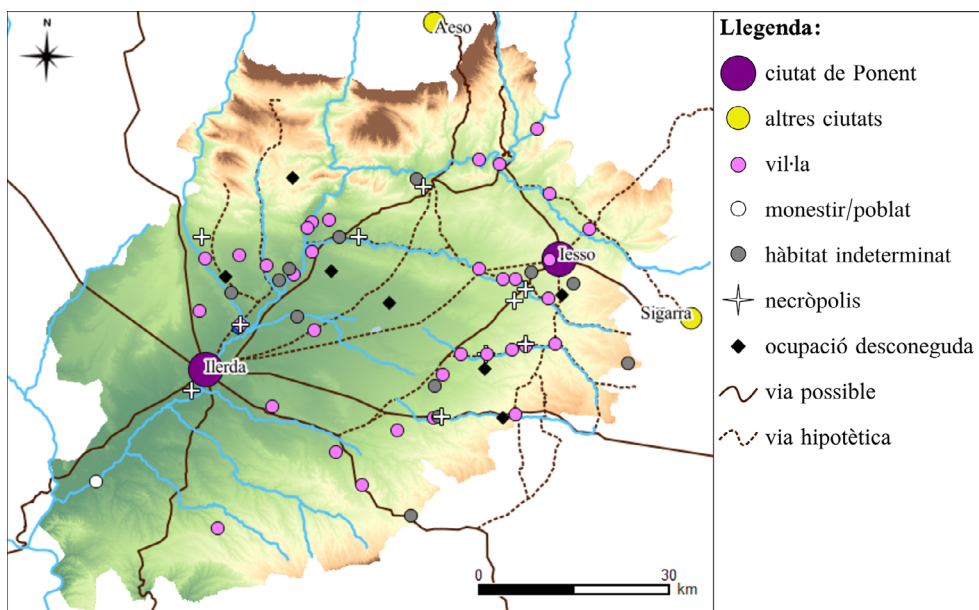 N
Aeso
Iesso
Sigarra
Ilerda
0
30
km
Llegenda:
ciutat de Ponent
altres ciutats
vil·la
monestir/poblat
hàbitat indeterminat
necròpolis
ocupació desconeguda
via possible
via hipotètica